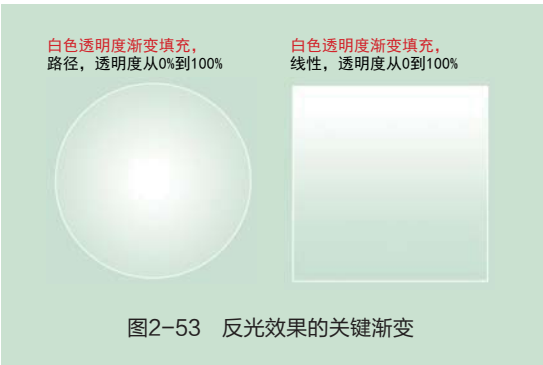 白色透明度渐变填充，
路径，透明度从0%到100%
白色透明度渐变填充，
线性，透明度从0到100%
图2-53 反光效果的关键渐变